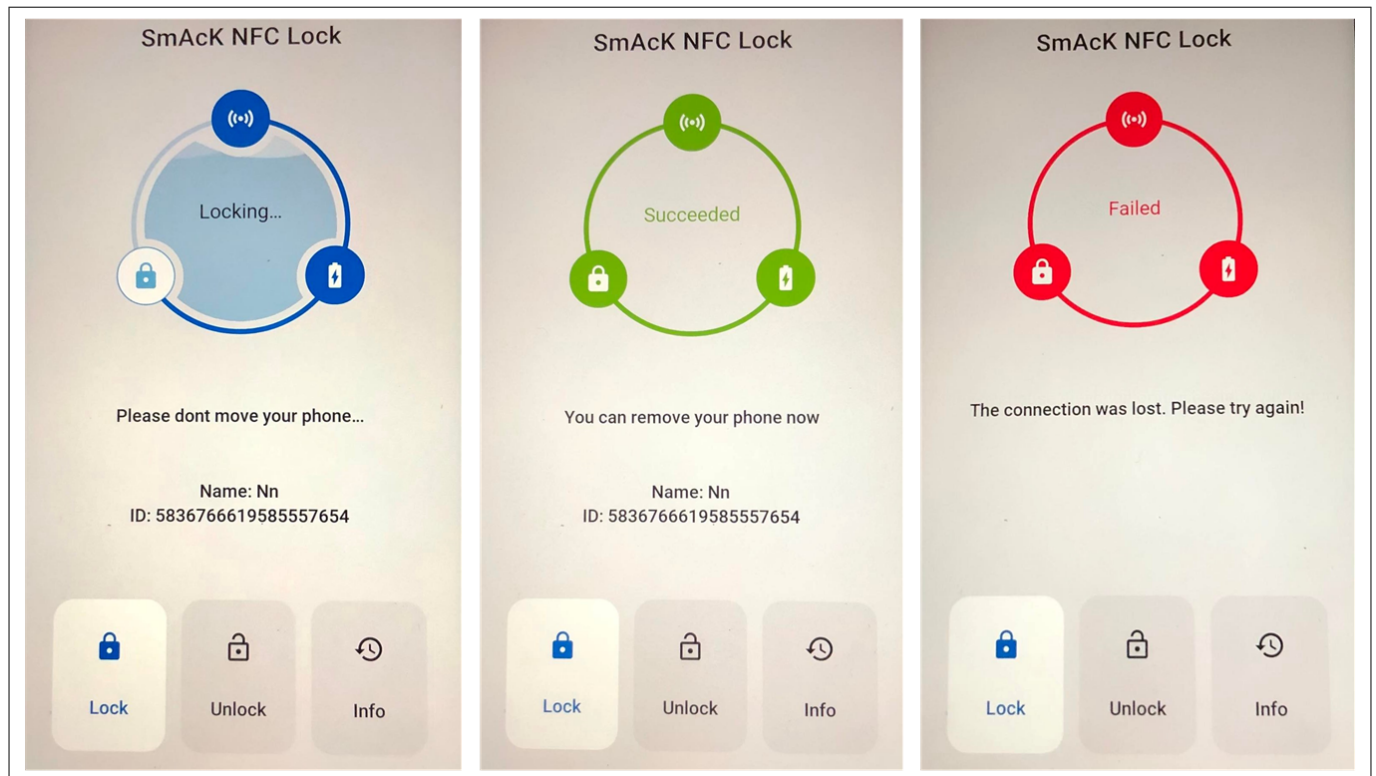 SmAcK NFC Lock
Locking...
Please dont move your phone...
Name: Nn
ID: 5836766619585557654
Lock
Unlock
Info
SmAcK NFC Lock
Succeeded
You can remove your phone now
Name: Nn
ID: 5836766619585557654
Lock
Unlock
Info
SmAcK NFC Lock
Failed
The connection was lost. Please try again!
Lock
Unlock
Info